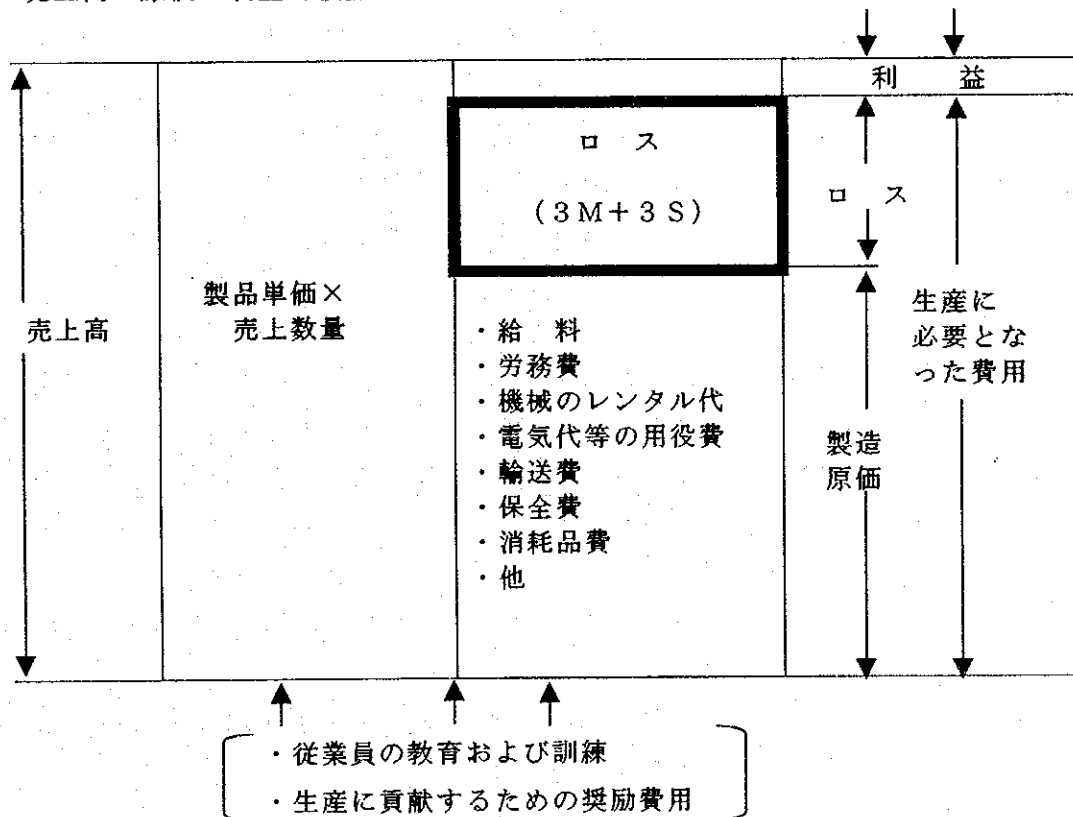 利 益
ロ ス
(3M+3S)
ロ ス
製品単価×
売上数量
売上高
・給 料
・労務費
・機械のレンタル代
・電気代等の用役費
・輸送費
・保全費
・消耗品費
・他
生産に
必要とな
った費用
製造
原価
・従業員の教育および訓練
・生産に貢献するための奨励費用